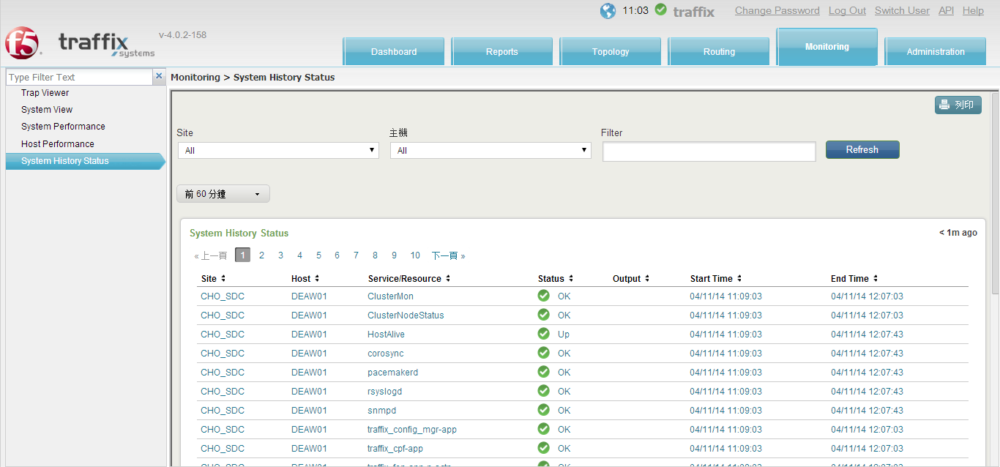 11:03 traffix Change Password Log Out Switch User API Help
f5 traffix systems v-4.0.2-158
Dashboard Reports Topology Routing Monitoring Administration
Type Filter Text
Trap Viewer
System View
System Performance
Host Performance
System History Status
Monitoring > System History Status
列印
Site 主機 Filter
All All Refresh
前 60 分鐘
System History Status < 1m ago
« 上一頁 1 2 3 4 5 6 7 8 9 10 下一頁 »
Site Host Service/Resource Status Output Start Time End Time
CHO_SDC DEAW01 ClusterMon OK 04/11/14 11:09:03 04/11/14 12:07:03
CHO_SDC DEAW01 ClusterNodeStatus OK 04/11/14 11:09:03 04/11/14 12:07:03
CHO_SDC DEAW01 HostAlive Up 04/11/14 11:09:03 04/11/14 12:07:43
CHO_SDC DEAW01 corosync OK 04/11/14 11:09:03 04/11/14 12:07:43
CHO_SDC DEAW01 pacemakerd OK 04/11/14 11:09:03 04/11/14 12:07:43
CHO_SDC DEAW01 rsyslogd OK 04/11/14 11:09:03 04/11/14 12:07:43
CHO_SDC DEAW01 snmpd OK 04/11/14 11:09:03 04/11/14 12:07:43
CHO_SDC DEAW01 traffix_config_mgr-app OK 04/11/14 11:09:03 04/11/14 12:07:03
CHO_SDC DEAW01 traffix_cpf-app OK 04/11/14 11:09:03 04/11/14 12:07:03